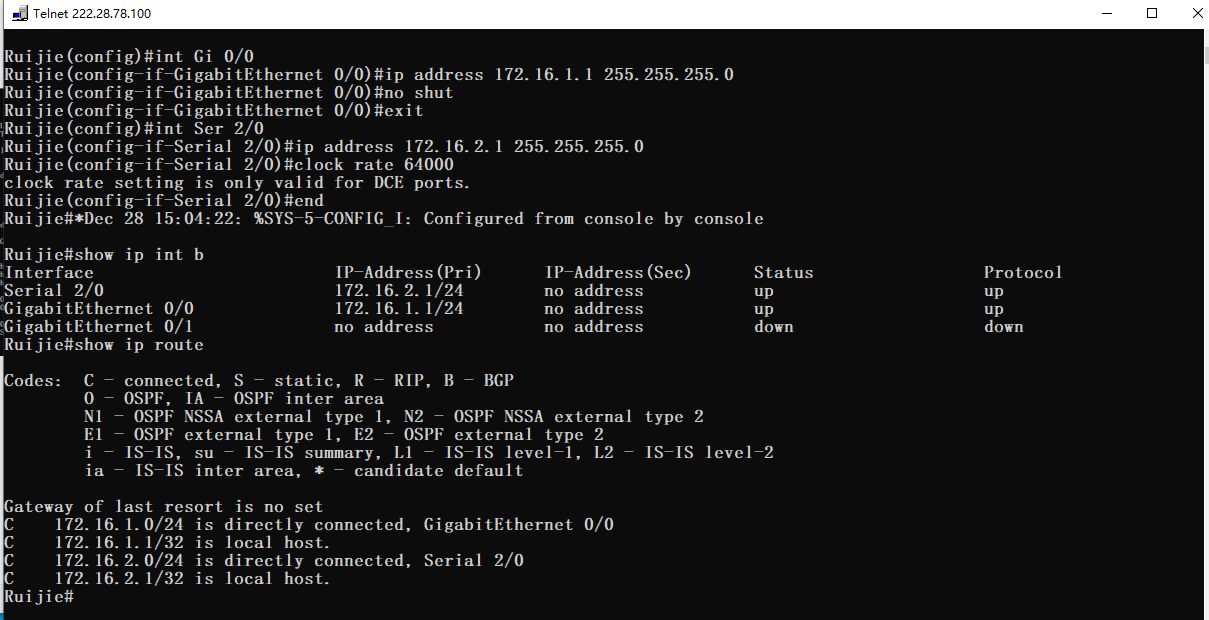 Telnet 222.28.78.100
Ruijie(config)#int Gi 0/0
Ruijie(config-if-GigabitEthernet 0/0)#ip address 172.16.1.1 255.255.255.0
Ruijie(config-if-GigabitEthernet 0/0)#no shut
Ruijie(config-if-GigabitEthernet 0/0)#exit
Ruijie(config)#int Ser 2/0
Ruijie(config-if-Serial 2/0)#ip address 172.16.2.1 255.255.255.0
Ruijie(config-if-Serial 2/0)#clock rate 64000
clock rate setting is only valid for DCE ports.
Ruijie(config-if-Serial 2/0)#end
Ruijie#*Dec 28 15:04:22: %SYS-5-CONFIG_I: Configured from console by console
Ruijie#show ip int b
Interface IP-Address(Pri) IP-Address(Sec) Status Protocol
Serial 2/0 172.16.2.1/24 no address up up
GigabitEthernet 0/0 172.16.1.1/24 no address up up
GigabitEthernet 0/1 no address no address down down
Ruijie#show ip route
Codes: C - connected, S - static, R - RIP, B - BGP
O - OSPF, IA - OSPF inter area
N1 - OSPF NSSA external type 1, N2 - OSPF NSSA external type 2
E1 - OSPF external type 1, E2 - OSPF external type 2
i - IS-IS, su - IS-IS summary, L1 - IS-IS level-1, L2 - IS-IS level-2
ia - IS-IS inter area, * - candidate default
Gateway of last resort is no set
C 172.16.1.0/24 is directly connected, GigabitEthernet 0/0
C 172.16.1.1/32 is local host.
C 172.16.2.0/24 is directly connected, Serial 2/0
C 172.16.2.1/32 is local host.
Ruijie#